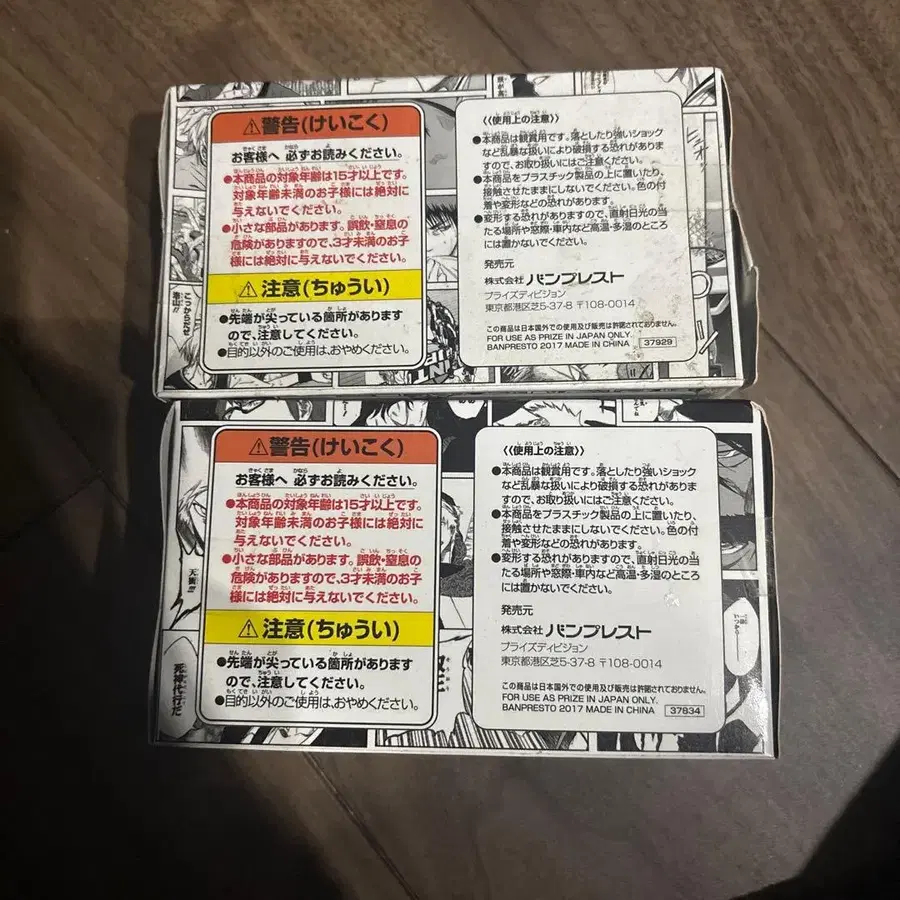 こっからだぜ
恋山!!
⚠警告(けいこく)
お客様へ 必ずお読みください。
●本商品の対象年齢は15才以上です。
対象年齢未満のお子様には絶対に
与えないでください。
●小さな部品があります。誤飲・窒息の
危険がありますので、3才未満のお子
様には絶対に与えないでください。
⚠注意(ちゅうい)
●先端が尖っている箇所があります
ので、注意してください。
●目的以外のご使用は、おやめください。
《使用上の注意》
●本商品は観賞用です。落としたり強いショック
など乱暴な扱いにより破損する恐れがありま
すので、お取り扱いにはご注意ください。
●本商品をプラスチック製品の上に置いたり、
接触させたままにしないでください。色の付
着や変形などの恐れがあります。
●変形する恐れがありますので、直射日光の当
たる場所や窓際・車内など高温・多湿のところ
には置かないでください。
発売元
株式会社 バンプレスト
プライズディビジョン
東京都港区芝5-37-8 〒108-0014
この商品は日本国外での使用及び販売は許諾されておりません。
FOR USE AS PRIZE IN JAPAN ONLY.
BANPRESTO 2017 MADE IN CHINA 37929
天衝!!!
死神代行だ
⚠警告(けいこく)
お客様へ 必ずお読みください。
●本商品の対象年齢は15才以上です。
対象年齢未満のお子様には絶対に
与えないでください。
●小さな部品があります。誤飲・窒息の
危険がありますので、3才未満のお子
様には絶対に与えないでください。
⚠注意(ちゅうい)
●先端が尖っている箇所があります
ので、注意してください。
●目的以外のご使用は、おやめください。
《使用上の注意》
●本商品は観賞用です。落としたり強いショック
など乱暴な扱いにより破損する恐れがありま
すので、お取り扱いにはご注意ください。
●本商品をプラスチック製品の上に置いたり、
接触させたままにしないでください。色の付
着や変形などの恐れがあります。
●変形する恐れがありますので、直射日光の当
たる場所や窓際・車内など高温・多湿のところ
には置かないでください。
発売元
株式会社 バンプレスト
プライズディビジョン
東京都港区芝5-37-8 〒108-0014
この商品は日本国外での使用及び販売は許諾されておりません。
FOR USE AS PRIZE IN JAPAN ONLY.
BANPRESTO 2017 MADE IN CHINA 37834